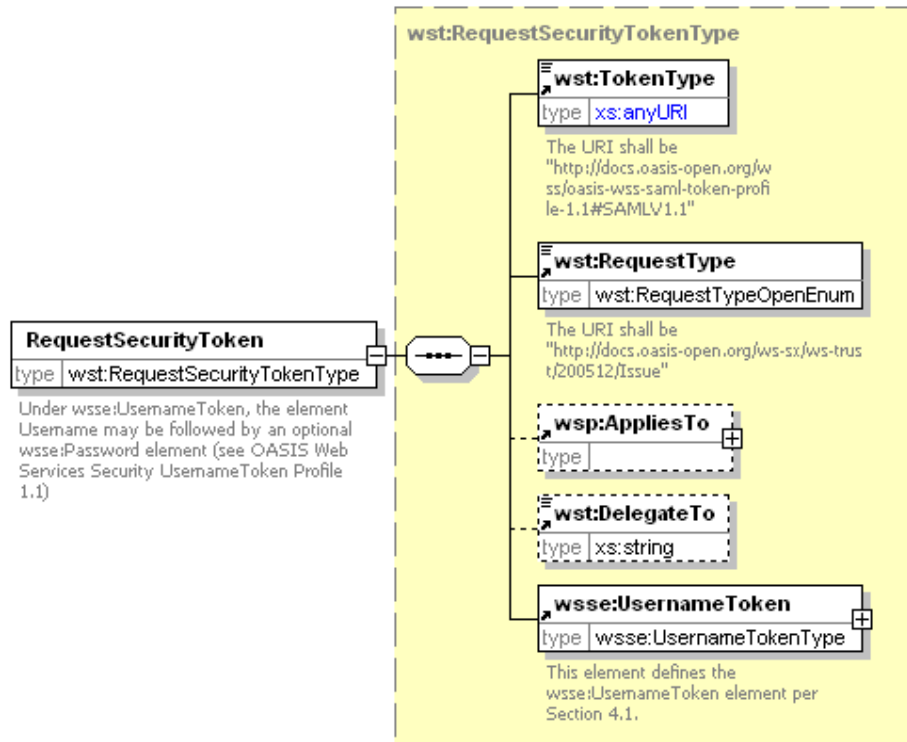 wst:RequestSecurityTokenType
wst:TokenType
type xs:anyURI
The URI shall be
"http://docs.oasis-open.org/w
ss/oasis-wss-saml-token-profi
le-1.1#SAMLV1.1"
wst:RequestType
type wst:RequestTypeOpenEnum
The URI shall be
"http://docs.oasis-open.org/ws-sx/ws-trus
t/200512/Issue"
RequestSecurityToken
type wst:RequestSecurityTokenType
Under wsse:UsernameToken, the element
Username may be followed by an optional
wsse:Password element (see OASIS Web
Services Security UsernameToken Profile
1.1)
wsp:AppliesTo
type
wst:DelegateTo
type xs:string
wsse:UsernameToken
type wsse:UsernameTokenType
This element defines the
wsse:UsernameToken element per
Section 4.1.